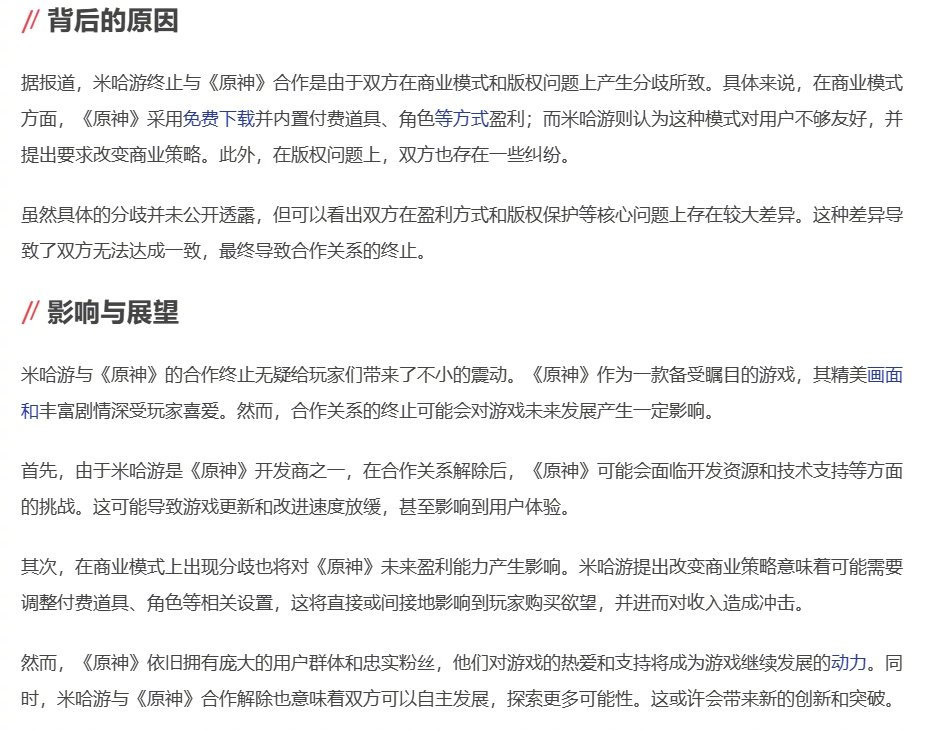 // 背后的原因
据报道，米哈游终止与《原神》合作是由于双方在商业模式和版权问题上产生分歧所致。具体来说，在商业模式
方面，《原神》采用免费下载并内置付费道具、角色等方式盈利；而米哈游则认为这种模式对用户不够友好，并
提出要求改变商业策略。此外，在版权问题上，双方也存在一些纠纷。
虽然具体的分歧并未公开透露，但可以看出双方在盈利方式和版权保护等核心问题上存在较大差异。这种差异导
致了双方无法达成一致，最终导致合作关系的终止。
// 影响与展望
米哈游与《原神》的合作终止无疑给玩家们带来了不小的震动。《原神》作为一款备受瞩目的游戏，其精美画面
和丰富剧情深受玩家喜爱。然而，合作关系的终止可能会对游戏未来发展产生一定影响。
首先，由于米哈游是《原神》开发商之一，在合作关系解除后，《原神》可能会面临开发资源和技术支持等方面
的挑战。这可能导致游戏更新和改进速度放缓，甚至影响到用户体验。
其次，在商业模式上出现分歧也将对《原神》未来盈利能力产生影响。米哈游提出改变商业策略意味着可能需要
调整付费道具、角色等相关设置，这将直接或间接地影响到玩家购买欲望，并进而对收入造成冲击。
然而，《原神》依旧拥有庞大的用户群体和忠实粉丝，他们对游戏的热爱和支持将成为游戏继续发展的动力。同
时，米哈游与《原神》合作解除也意味着双方可以自主发展，探索更多可能性。这或许会带来新的创新和突破。